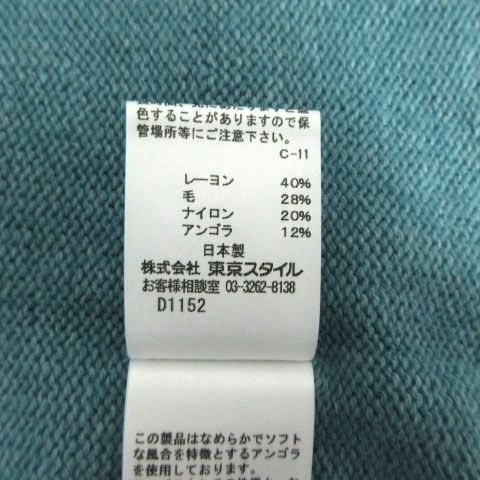 色することがありますので保
管場所等にご注意下さい。
C-11
レーヨン 40%
毛 28%
ナイロン 20%
アンゴラ 12%
日本製
株式会社 東京スタイル
お客様相談室 03-3262-8138
D1152
この製品はなめらかでソフト
な風合を特徴とするアンゴラ
を使用しております。